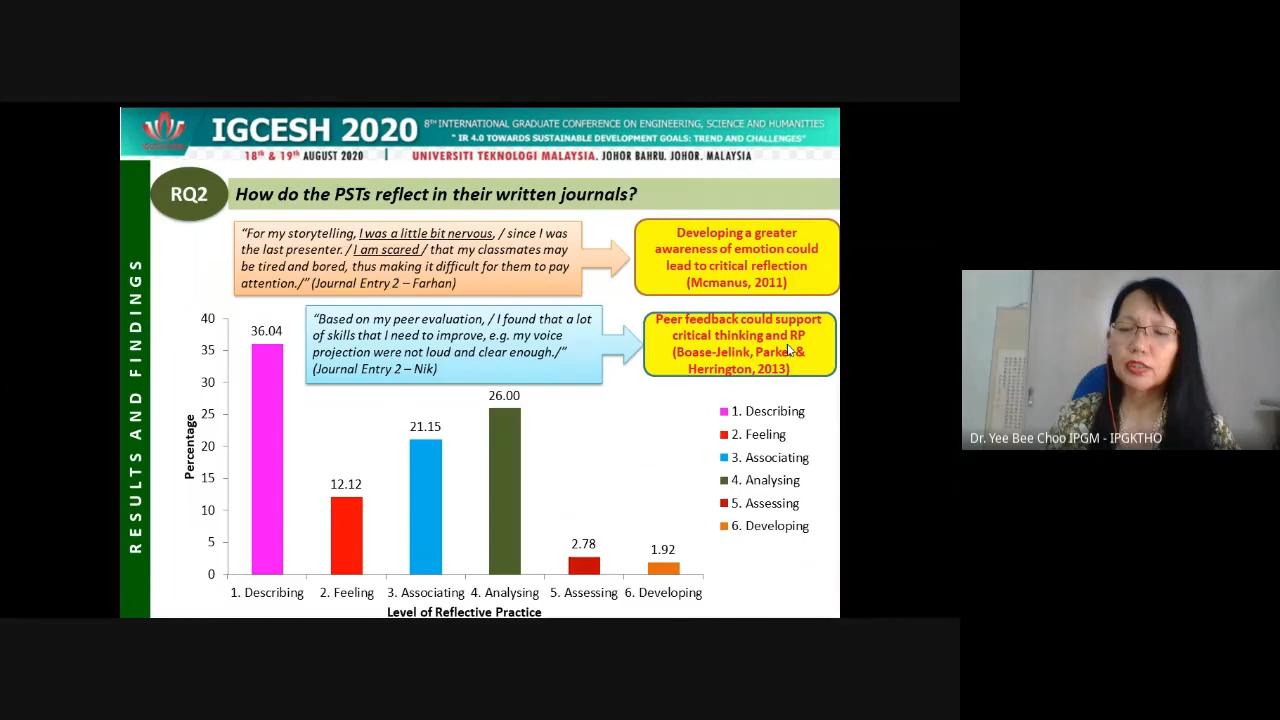 IGCESH 2020
8TH INTERNATIONAL GRADUATE CONFERENCE ON ENGINEERING, SCIENCE AND HUMANITIES
" IR 4.0 TOWARDS SUSTAINABLE DEVELOPMENT GOALS: TREND AND CHALLENGES"
18th & 19th AUGUST 2020 | UNIVERSITI TEKNOLOGI MALAYSIA, JOHOR BAHRU, JOHOR, MALAYSIA
RESULTS AND FINDINGS
RQ2
How do the PSTs reflect in their written journals?
"For my storytelling, I was a little bit nervous, / since I was
the last presenter. / I am scared / that my classmates may
be tired and bored, thus making it difficult for them to pay
attention./" (Journal Entry 2 – Farhan)
Developing a greater
awareness of emotion could
lead to critical reflection
(Mcmanus, 2011)
"Based on my peer evaluation, / I found that a lot
of skills that I need to improve, e.g. my voice
projection were not loud and clear enough./"
(Journal Entry 2 – Nik)
Peer feedback could support
critical thinking and RP
(Boase-Jelink, Parker &
Herrington, 2013)
Percentage
40
35
30
25
20
15
10
5
0
36.04
12.12
21.15
26.00
2.78
1.92
1. Describing
2. Feeling
3. Associating
4. Analysing
5. Assessing
6. Developing
Level of Reflective Practice
1. Describing
2. Feeling
3. Associating
4. Analysing
5. Assessing
6. Developing
Dr. Yee Bee Choo IPGM - IPGKTHO